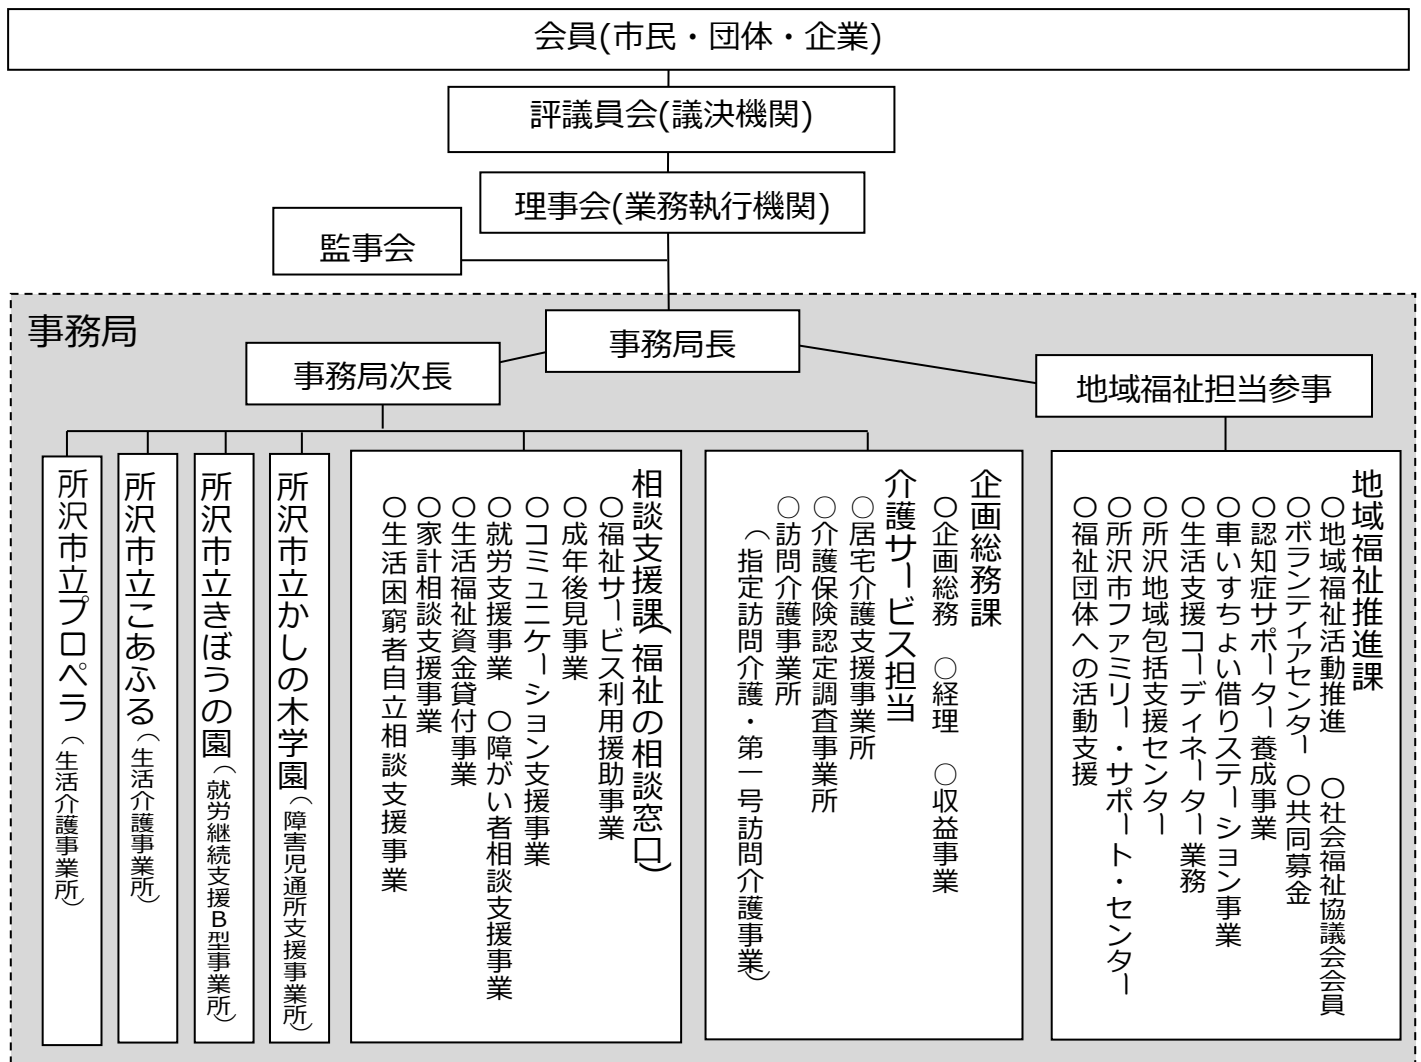 会員(市民・団体・企業)
評議員会(議決機関)
理事会(業務執行機関)
監事会
事務局
事務局長
事務局次長
地域福祉担当参事
地域福祉推進課
〇地域福祉活動推進　〇社会福祉協議会会員
〇ボランティアセンター　〇共同募金
〇認知症サポーター養成事業
〇車いすちょい借りステーション事業
〇生活支援コーディネーター業務
〇所沢地域包括支援センター
〇所沢市ファミリー・サポート・センター
〇福祉団体への活動支援
企画総務課
〇企画総務　○経理　○収益事業
介護サービス担当
○居宅介護支援事業所
○介護保険認定調査事業所
○訪問介護事業所
（指定訪問介護・第一号訪問介護事業）
相談支援課(福祉の相談窓口)
〇福祉サービス利用援助事業
〇成年後見事業
〇コミュニケーション支援事業
〇就労支援事業　〇障がい者相談支援事業
〇生活福祉資金貸付事業
〇家計相談支援事業
〇生活困窮者自立相談支援事業
所沢市立かしの木学園（障害児通所支援事業所）
所沢市立きぼうの園（就労継続支援B型事業所）
所沢市立こあふる（生活介護事業所）
所沢市立プロペラ（生活介護事業所）